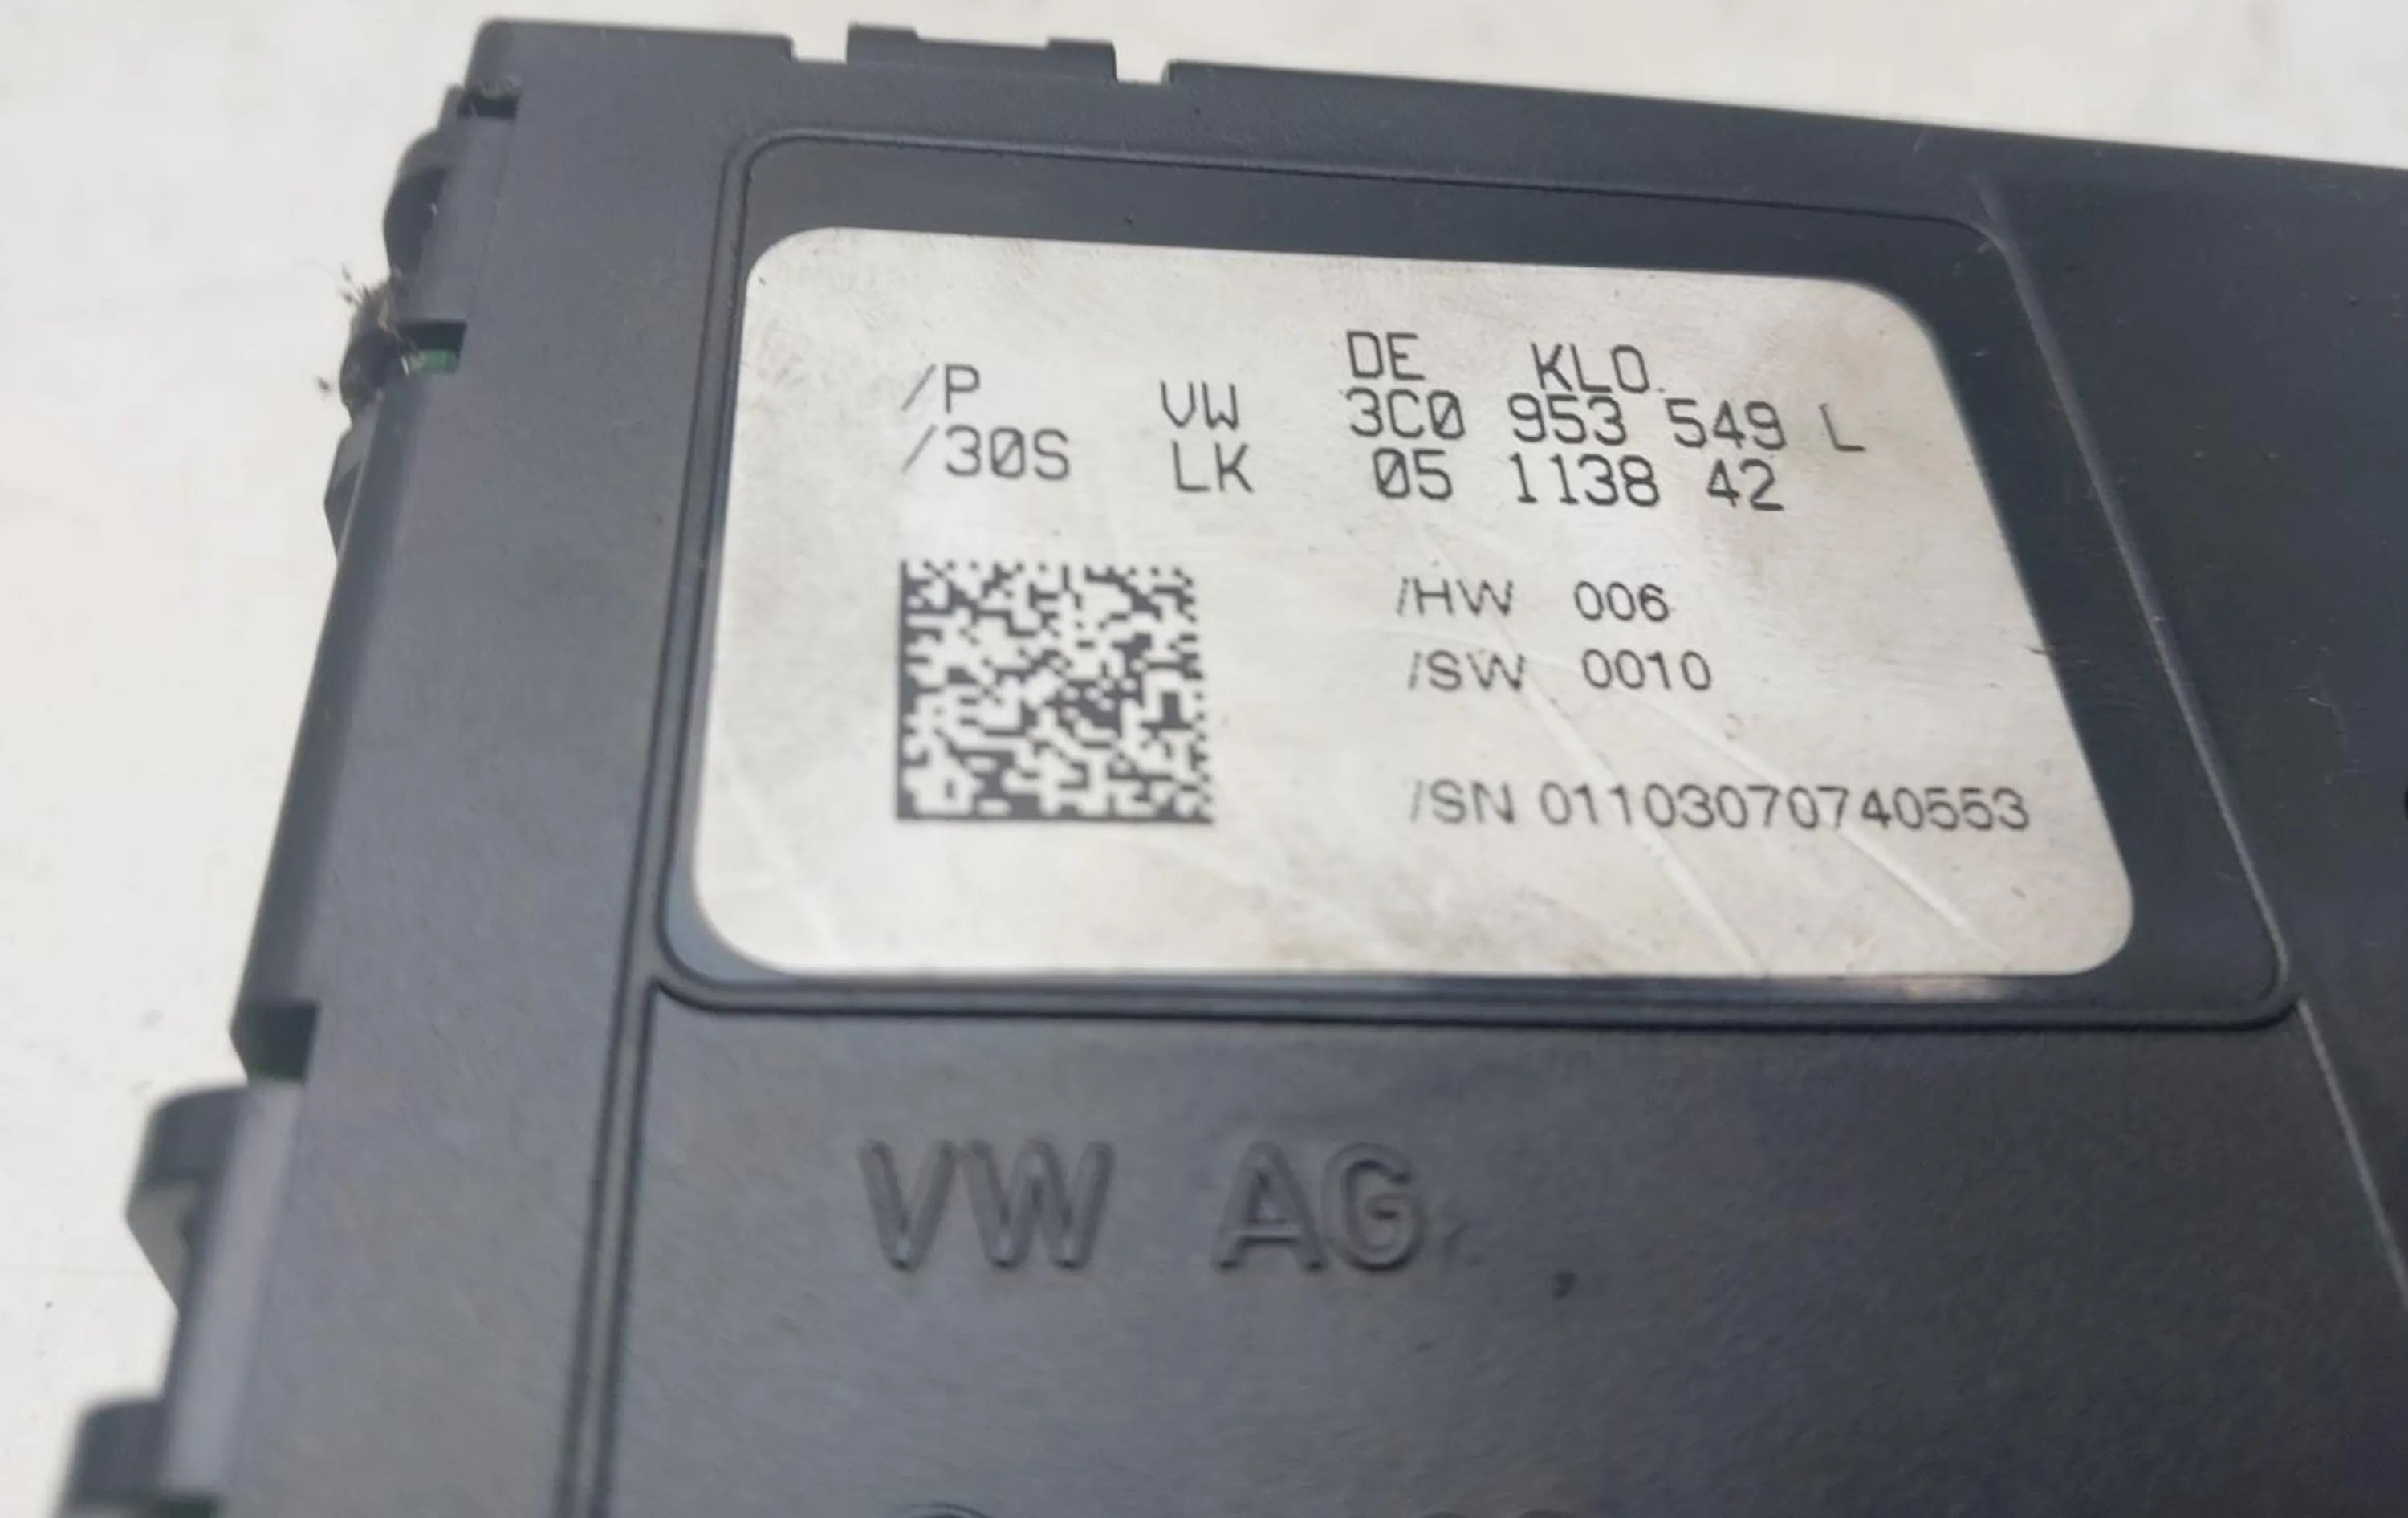 DE KLO.
/P VW 3C0 953 549 L
/30S LK 05 1138 42
/HW 006
/SW 0010
/SN 01103070740553
VW AG